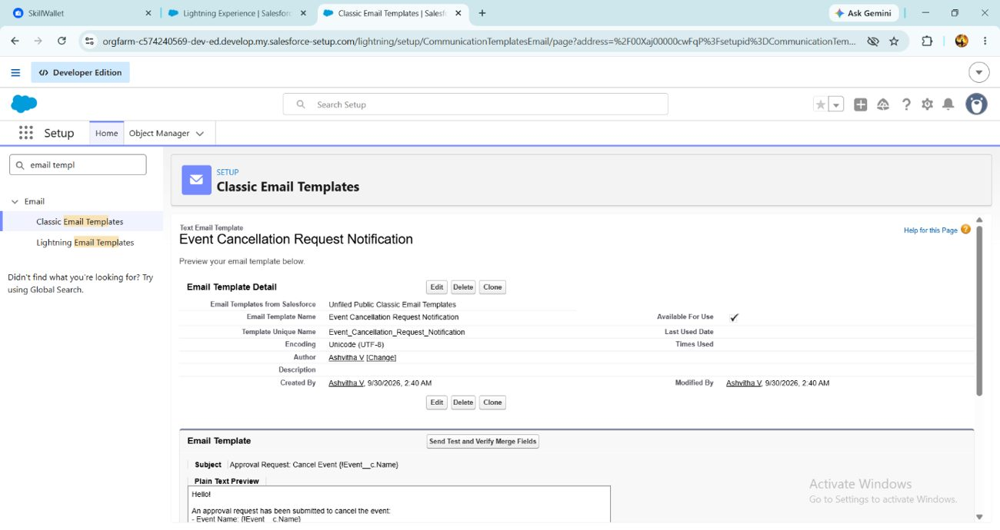 SkillWallet
Lightning Experience | Salesforc
Classic Email Templates | Salesf
Ask Gemini
orgfarm-c574240569-dev-ed.develop.my.salesforce-setup.com/lightning/setup/CommunicationTemplatesEmail/page?address=%2F00Xaj00000cwFqP%3Fsetupid%3DCommunicationTem...
</> Developer Edition
Search Setup
Setup
Home
Object Manager
email templ
Email
Classic Email Templates
Lightning Email Templates
Didn't find what you're looking for? Try
using Global Search.
SETUP
Classic Email Templates
Text Email Template
Event Cancellation Request Notification
Help for this Page
Preview your email template below.
Email Template Detail
Edit Delete Clone
Email Templates from Salesforce Unfiled Public Classic Email Templates
Email Template Name Event Cancellation Request Notification Available For Use ✓
Template Unique Name Event_Cancellation_Request_Notification Last Used Date
Encoding Unicode (UTF-8) Times Used
Author Ashvitha V [Change]
Description
Created By Ashvitha V, 9/30/2026, 2:40 AM Modified By Ashvitha V, 9/30/2026, 2:40 AM
Edit Delete Clone
Email Template Send Test and Verify Merge Fields
Subject Approval Request: Cancel Event {!Event__c.Name}
Plain Text Preview
Hello!
An approval request has been submitted to cancel the event:
- Event Name: {!Event__c.Name}
Activate Windows
Go to Settings to activate Windows.